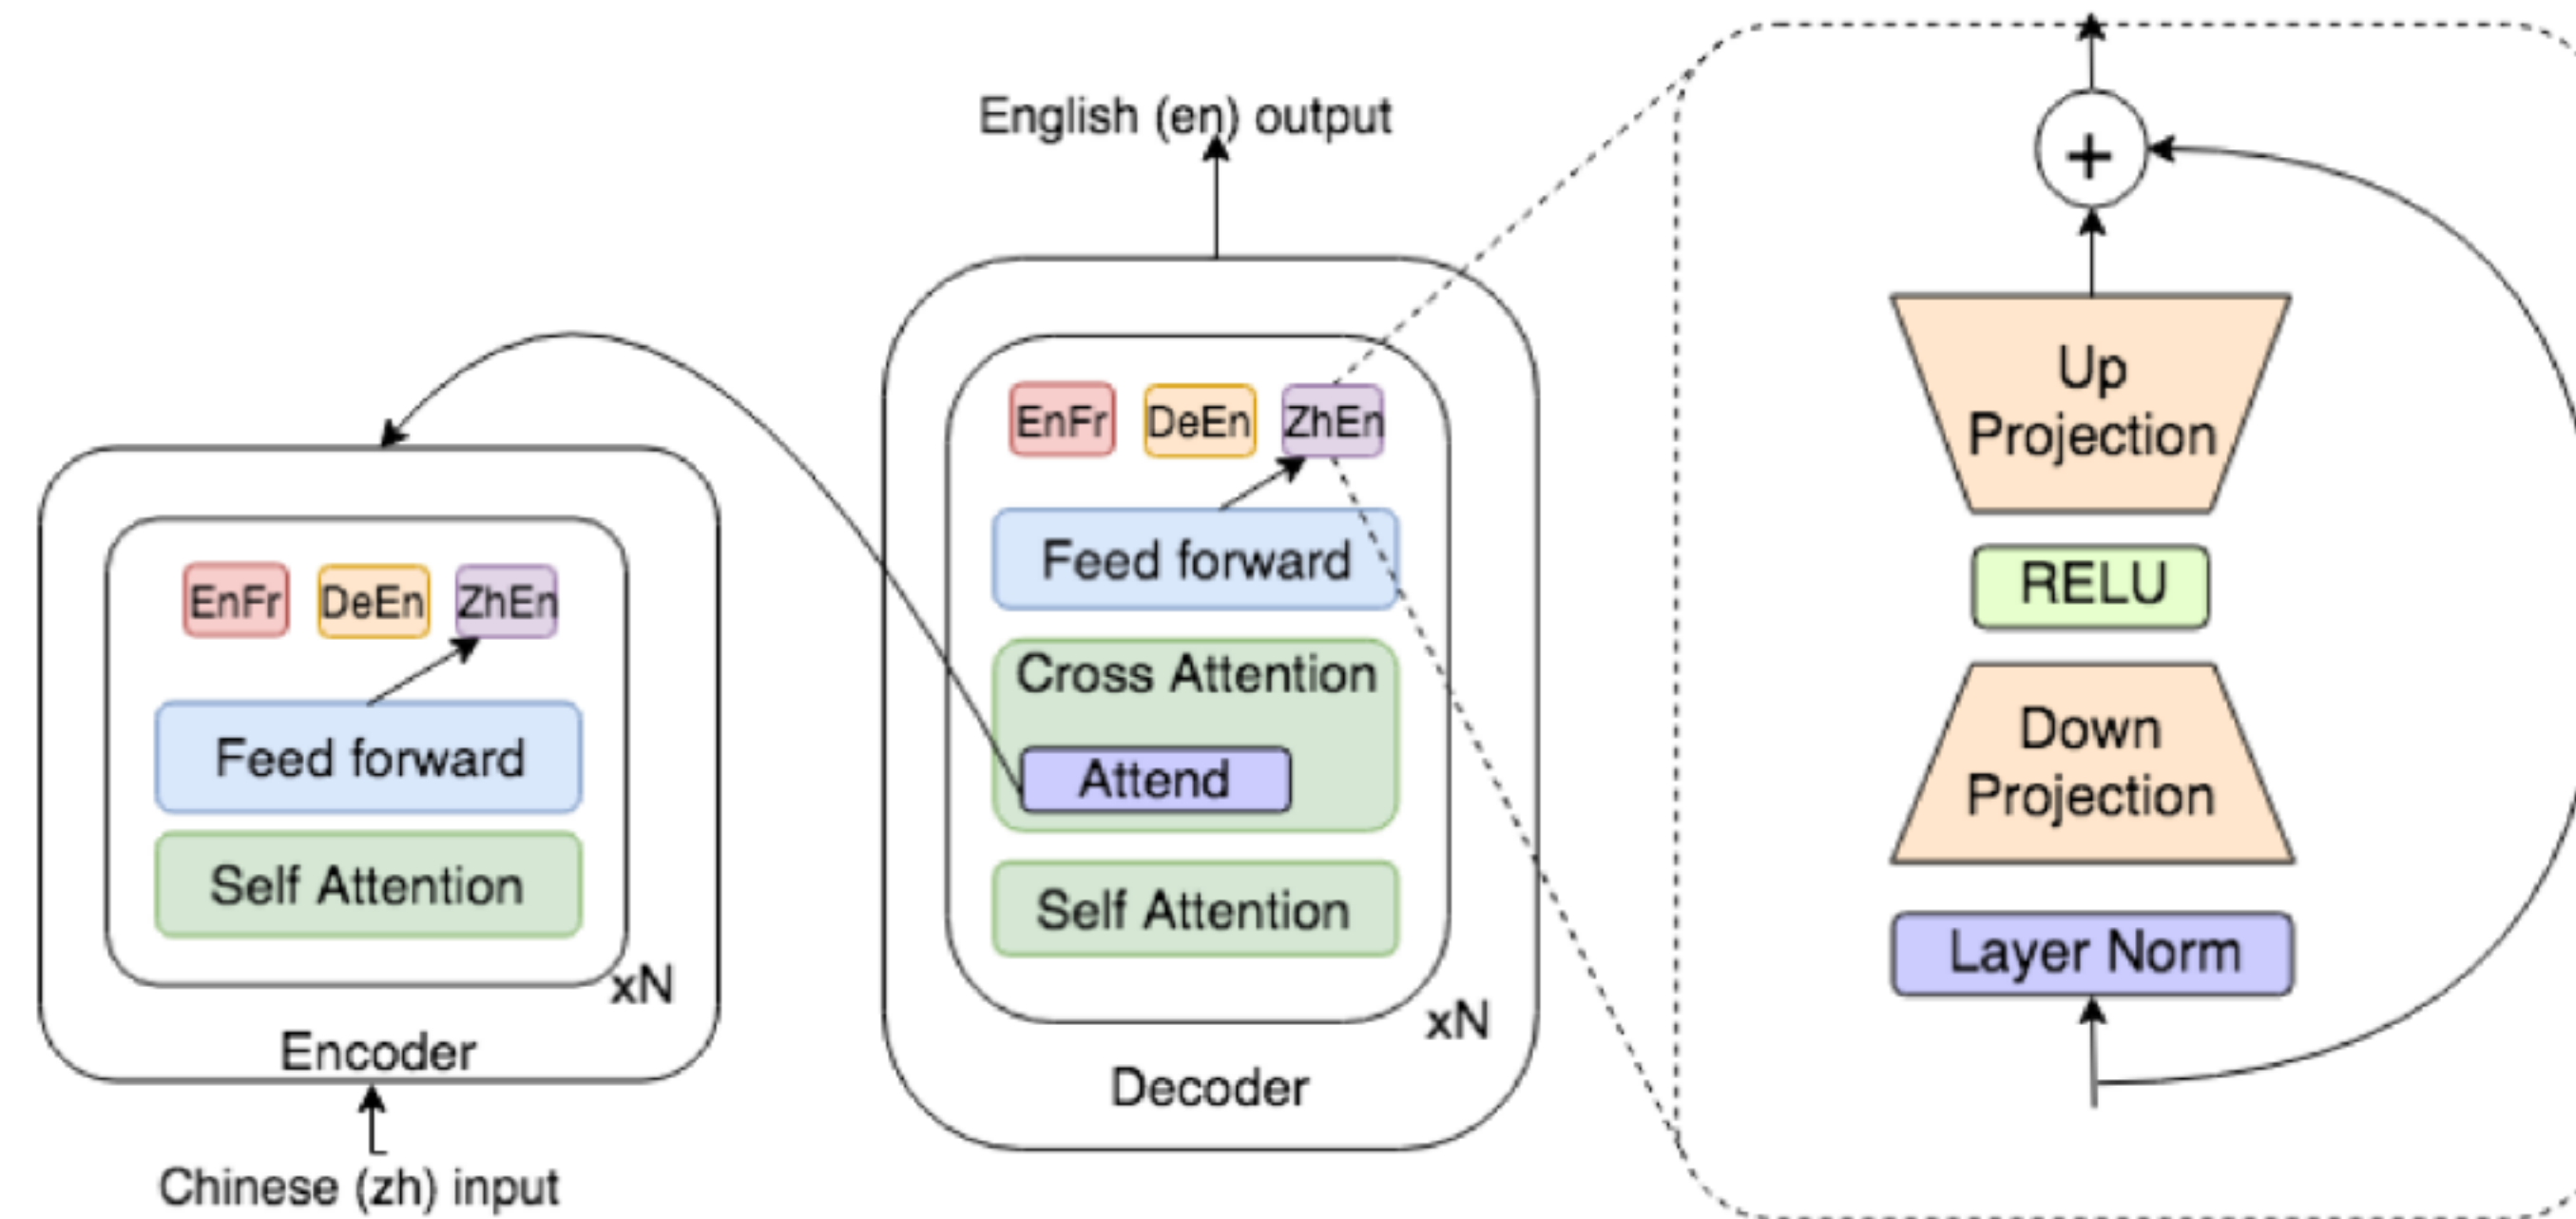 EnFr
DeEn
ZhEn
Feed forward
Self Attention
xN
Encoder
Chinese (zh) input
English (en) output
EnFr
DeEn
ZhEn
Feed forward
Cross Attention
Attend
Self Attention
xN
Decoder
+
Up
Projection
RELU
Down
Projection
Layer Norm